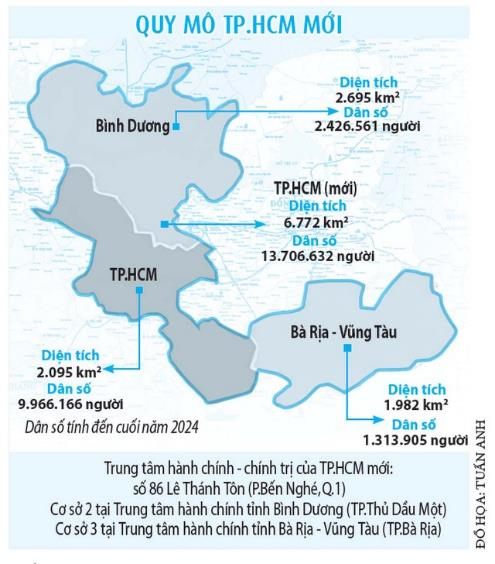 QUY MÔ TP.HCM MỚI
Diện tích
2.695 km²
Dân số
2.426.561 người
Bình Dương
TP.HCM (mới)
Diện tích
6.772 km²
Dân số
13.706.632 người
TP.HCM
Bà Rịa - Vũng Tàu
Diện tích
2.095 km²
Dân số
9.966.166 người
Diện tích
1.982 km²
Dân số
1.313.905 người
Dân số tính đến cuối năm 2024
Trung tâm hành chính - chính trị của TP.HCM mới:
số 86 Lê Thánh Tôn (P.Bến Nghé,Q.1)
Cơ sở 2 tại Trung tâm hành chính tỉnh Bình Dương (TP.Thủ Dầu Một)
Cơ sở 3 tại Trung tâm hành chính tỉnh Bà Rịa - Vũng Tàu (TP.Bà Rịa)
ĐỒ HỌA: TUẤN ANH